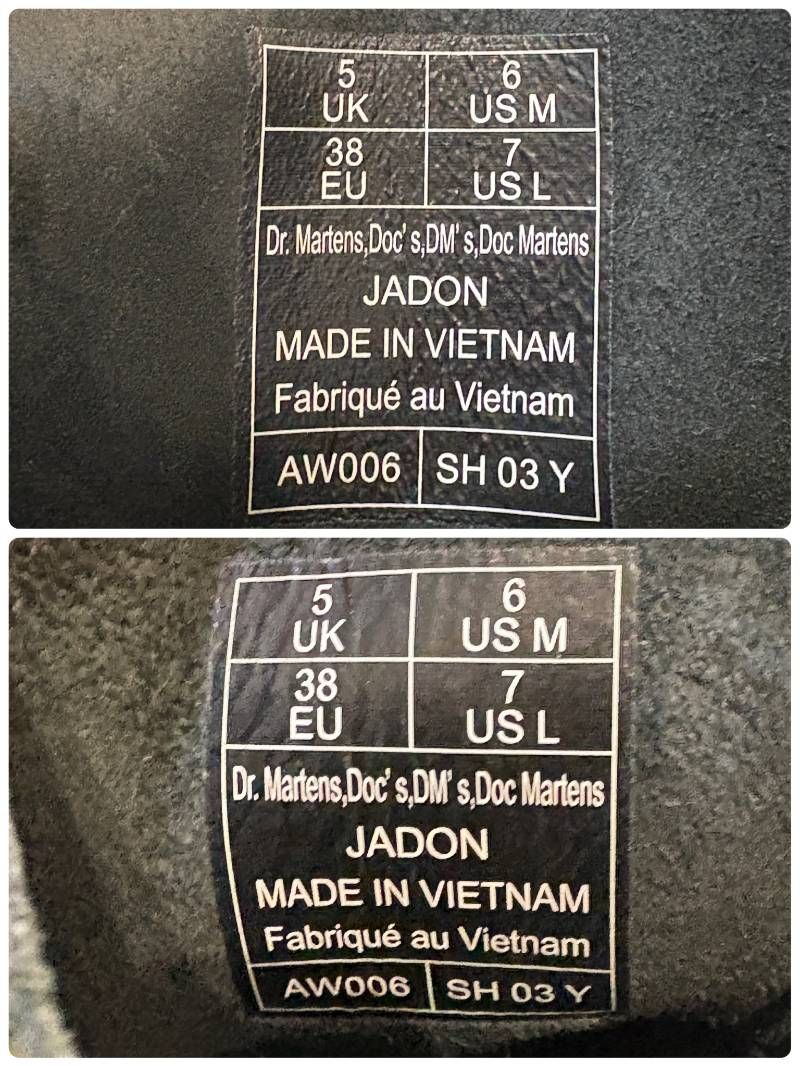 5 6
UK US M
38 7
EU US L
Dr. Martens,Doc' s,DM' s,Doc Martens
JADON
MADE IN VIETNAM
Fabriqué au Vietnam
AW006 SH 03 Y
5 6
UK US M
38 7
EU US L
Dr. Martens,Doc' s,DM' s,Doc Martens
JADON
MADE IN VIETNAM
Fabriqué au Vietnam
AW006 SH 03 Y